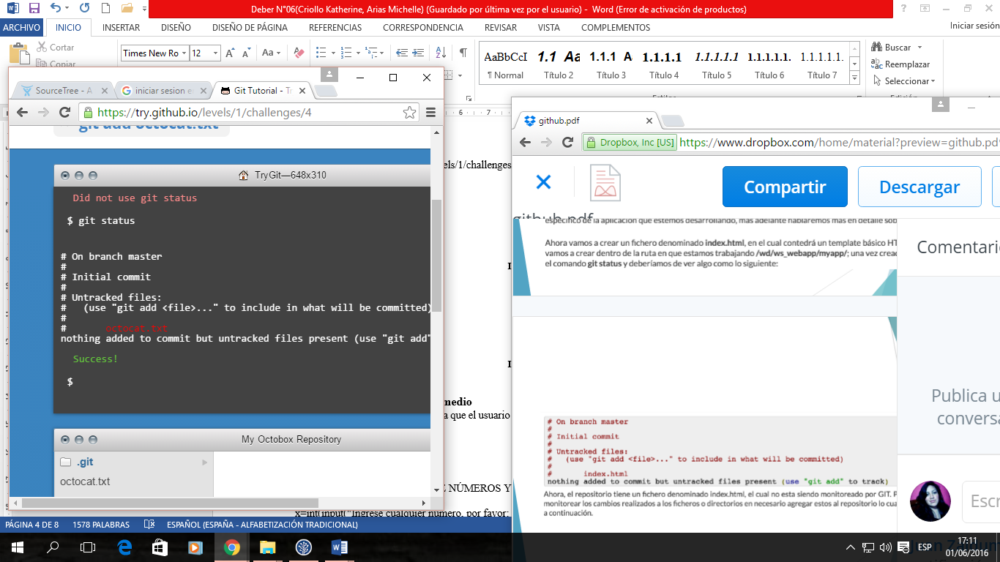 Deber N°06(Criollo Katherine, Arias Michelle) (Guardado por última vez por el usuario) - Word (Error de activación de productos)
ARCHIVO INICIO INSERTAR DISEÑO DISEÑO DE PÁGINA REFERENCIAS CORRESPONDENCIA REVISAR VISTA COMPLEMENTOS Iniciar sesión
Cortar
Copiar
Times New Ro 12
AaBbCcI 1.1 Aa 1.1.1 A 1.1.1.1 1.1.1.1.1 1.1.1.1.1. 1.1.1.1.1.
¶ Normal Título 2 Título 3 Título 4 Título 5 Título 6 Título 7
Buscar
Reemplazar
Seleccionar
SourceTree - A
iniciar sesion e
Git Tutorial - Tr
https://try.github.io/levels/1/challenges/4
git add octocat.txt
TryGit—648x310
Did not use git status
$ git status
# On branch master
#
# Initial commit
#
# Untracked files:
# (use "git add <file>..." to include in what will be committed)
#
# octocat.txt
nothing added to commit but untracked files present (use "git add"
Success!
$
My Octobox Repository
.git
octocat.txt
6 7
els/1/challenges
medio
a que el usuario
E NÚMEROS Y
x=int(input("Ingrese cualquier número, por favor:
github.pdf
Dropbox, Inc [US] https://www.dropbox.com/home/material?preview=github.pd
Compartir
Descargar
github.pdf
específico de la aplicación que estemos desarrollando, más adelante hablaremos más en detalle sob
Ahora vamos a crear un fichero denominado index.html, en el cual contedrá un template básico HT
vamos a crear dentro de la ruta en que estamos trabajando /wd/ws_webapp/myapp/; una vez cread
el comando git status y deberíamos de ver algo como lo siguiente:
# On branch master
#
# Initial commit
#
# Untracked files:
# (use "git add <file>..." to include in what will be committed)
#
# index.html
nothing added to commit but untracked files present (use "git add" to track)
Ahora, el repositorio tiene un fichero denominado index.html, el cual no esta siendo monitoreado por GIT. P
monitorear los cambios realizados a los ficheros o directorios en necesario agregar estos al repositorio lo cua
a continuación.
Comentari
Publica u
conversa
Escr
PÁGINA 4 DE 8 1578 PALABRAS ESPAÑOL (ESPAÑA - ALFABETIZACIÓN TRADICIONAL)
ESP
17:11
01/06/2016